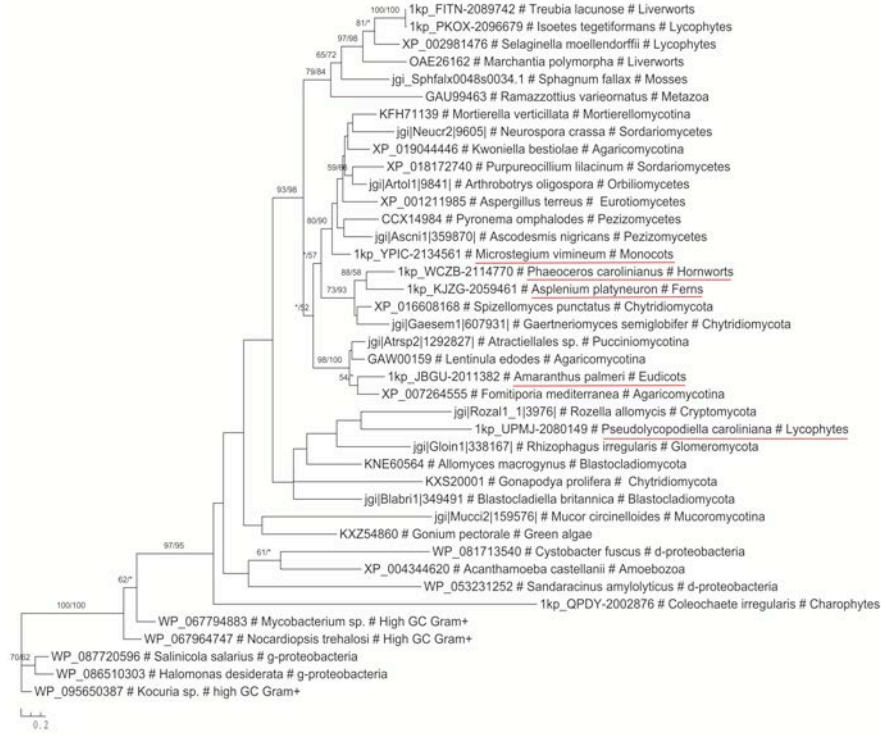 100/100
1kp_FITN-2089742 # Treubia lacunose # Liverworts
81/*
1kp_PKOX-2096679 # Isoetes tegetiformans # Lycophytes
97/98
XP_002981476 # Selaginella moellendorffii # Lycophytes
65/72
OAE26162 # Marchantia polymorpha # Liverworts
79/84
jgi_Sphfalx0048s0034.1 # Sphagnum fallax # Mosses
GAU99463 # Ramazzottius varieornatus # Metazoa
KFH71139 # Mortierella verticillata # Mortierellomycotina
jgi|Neucr2|9605| # Neurospora crassa # Sordariomycetes
XP_019044446 # Kwoniella bestiolae # Agaricomycotina
XP_018172740 # Purpureocillium lilacinum # Sordariomycetes
jgi|Artol1|9841| # Arthrobotrys oligospora # Orbiliomycetes
93/98
XP_001211985 # Aspergillus terreus # Eurotiomycetes
80/90
CCX14984 # Pyronema omphalodes # Pezizomycetes
jgi|Ascni1|359870| # Ascodesmis nigricans # Pezizomycetes
*/57
1kp_YPIC-2134561 # Microstegium vimineum # Monocots
88/58
1kp_WCZB-2114770 # Phaeoceros carolinianus # Hornworts
73/93
1kp_KJZG-2059461 # Asplenium platyneuron # Ferns
*/52
XP_016608168 # Spizellomyces punctatus # Chytridiomycota
jgi|Gaesem1|607931| # Gaertneriomyces semiglobifer # Chytridiomycota
jgi|Atrsp2|1292827| # Atractiellales sp. # Pucciniomycotina
98/100
GAW00159 # Lentinula edodes # Agaricomycotina
54/*
1kp_JBGU-2011382 # Amaranthus palmeri # Eudicots
XP_007264555 # Fomitiporia mediterranea # Agaricomycotina
jgi|Rozal1_1|3976| # Rozella allomycis # Cryptomycota
1kp_UPMJ-2080149 # Pseudolycopodiella caroliniana # Lycophytes
jgi|Gloin1|338167| # Rhizophagus irregularis # Glomeromycota
KNE60564 # Allomyces macrogynus # Blastocladiomycota
KXS20001 # Gonapodya prolifera # Chytridiomycota
jgi|Blabri1|349491 # Blastocladiella britannica # Blastocladiomycota
jgi|Mucci2|159576| # Mucor circinelloides # Mucoromycotina
KXZ54860 # Gonium pectorale # Green algae
97/95
61/*
WP_081713540 # Cystobacter fuscus # d-proteobacteria
XP_004344620 # Acanthamoeba castellanii # Amoebozoa
62/*
WP_053231252 # Sandaracinus amylolyticus # d-proteobacteria
1kp_QPDY-2002876 # Coleochaete irregularis # Charophytes
100/100
WP_067794883 # Mycobacterium sp. # High GC Gram+
WP_067964747 # Nocardiopsis trehalosi # High GC Gram+
70/62
WP_087720596 # Salinicola salarius # g-proteobacteria
WP_086510303 # Halomonas desiderata # g-proteobacteria
WP_095650387 # Kocuria sp. # high GC Gram+
0.2